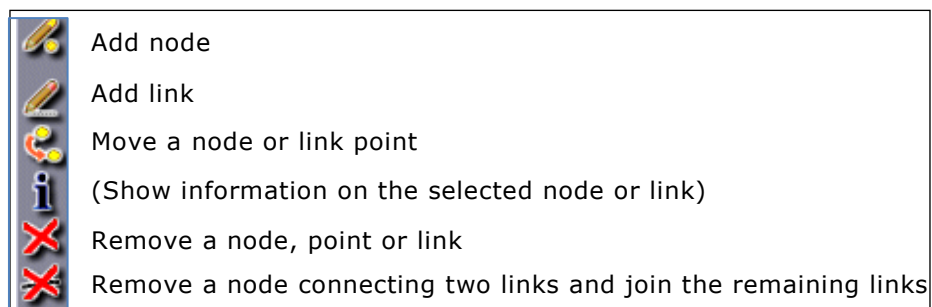 Add node
Add link
Move a node or link point
(Show information on the selected node or link)
Remove a node, point or link
Remove a node connecting two links and join the remaining links